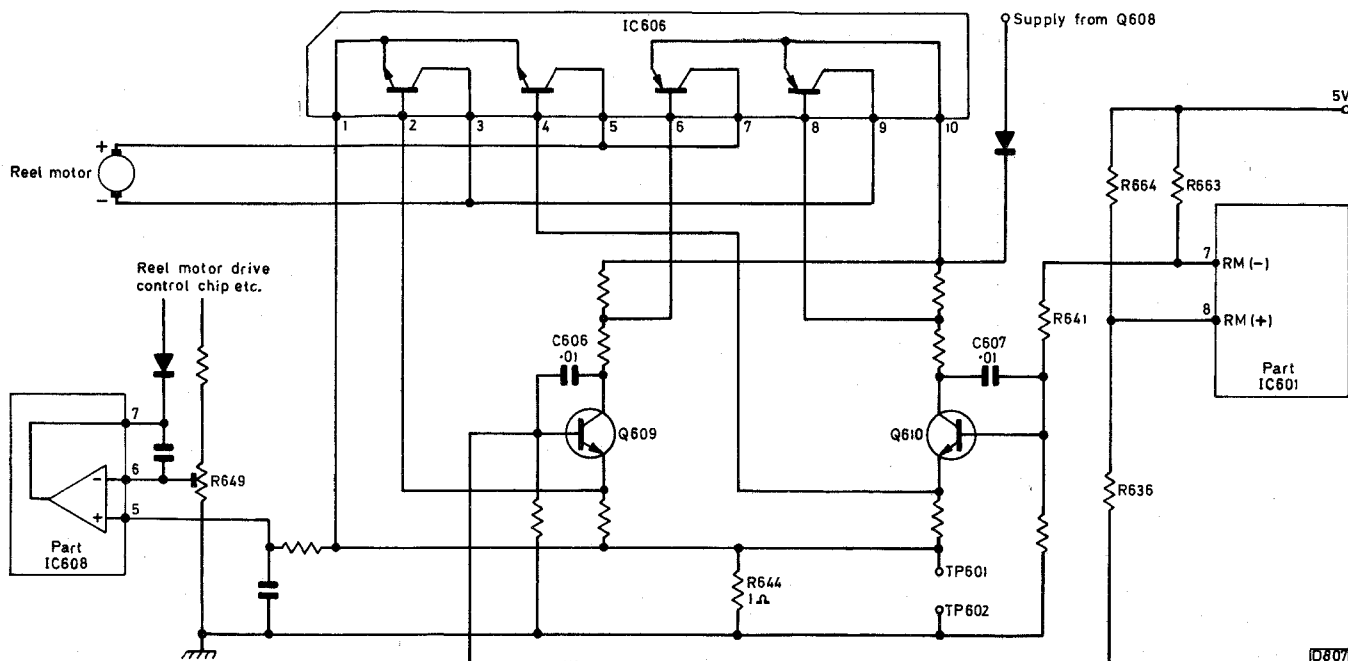 IC606
Supply from Q608
5V
1 2 3 4 5 6 7 8 9 10
+
Reel motor
-
R664
R663
7
RM (-)
8
RM (+)
Part
IC601
Reel motor drive
control chip etc.
R641
C606
·01
C607
·01
Q609
Q610
7
6
-
5
+
R649
Part
IC608
R636
R644
1Ω
TP601
TP602
D807